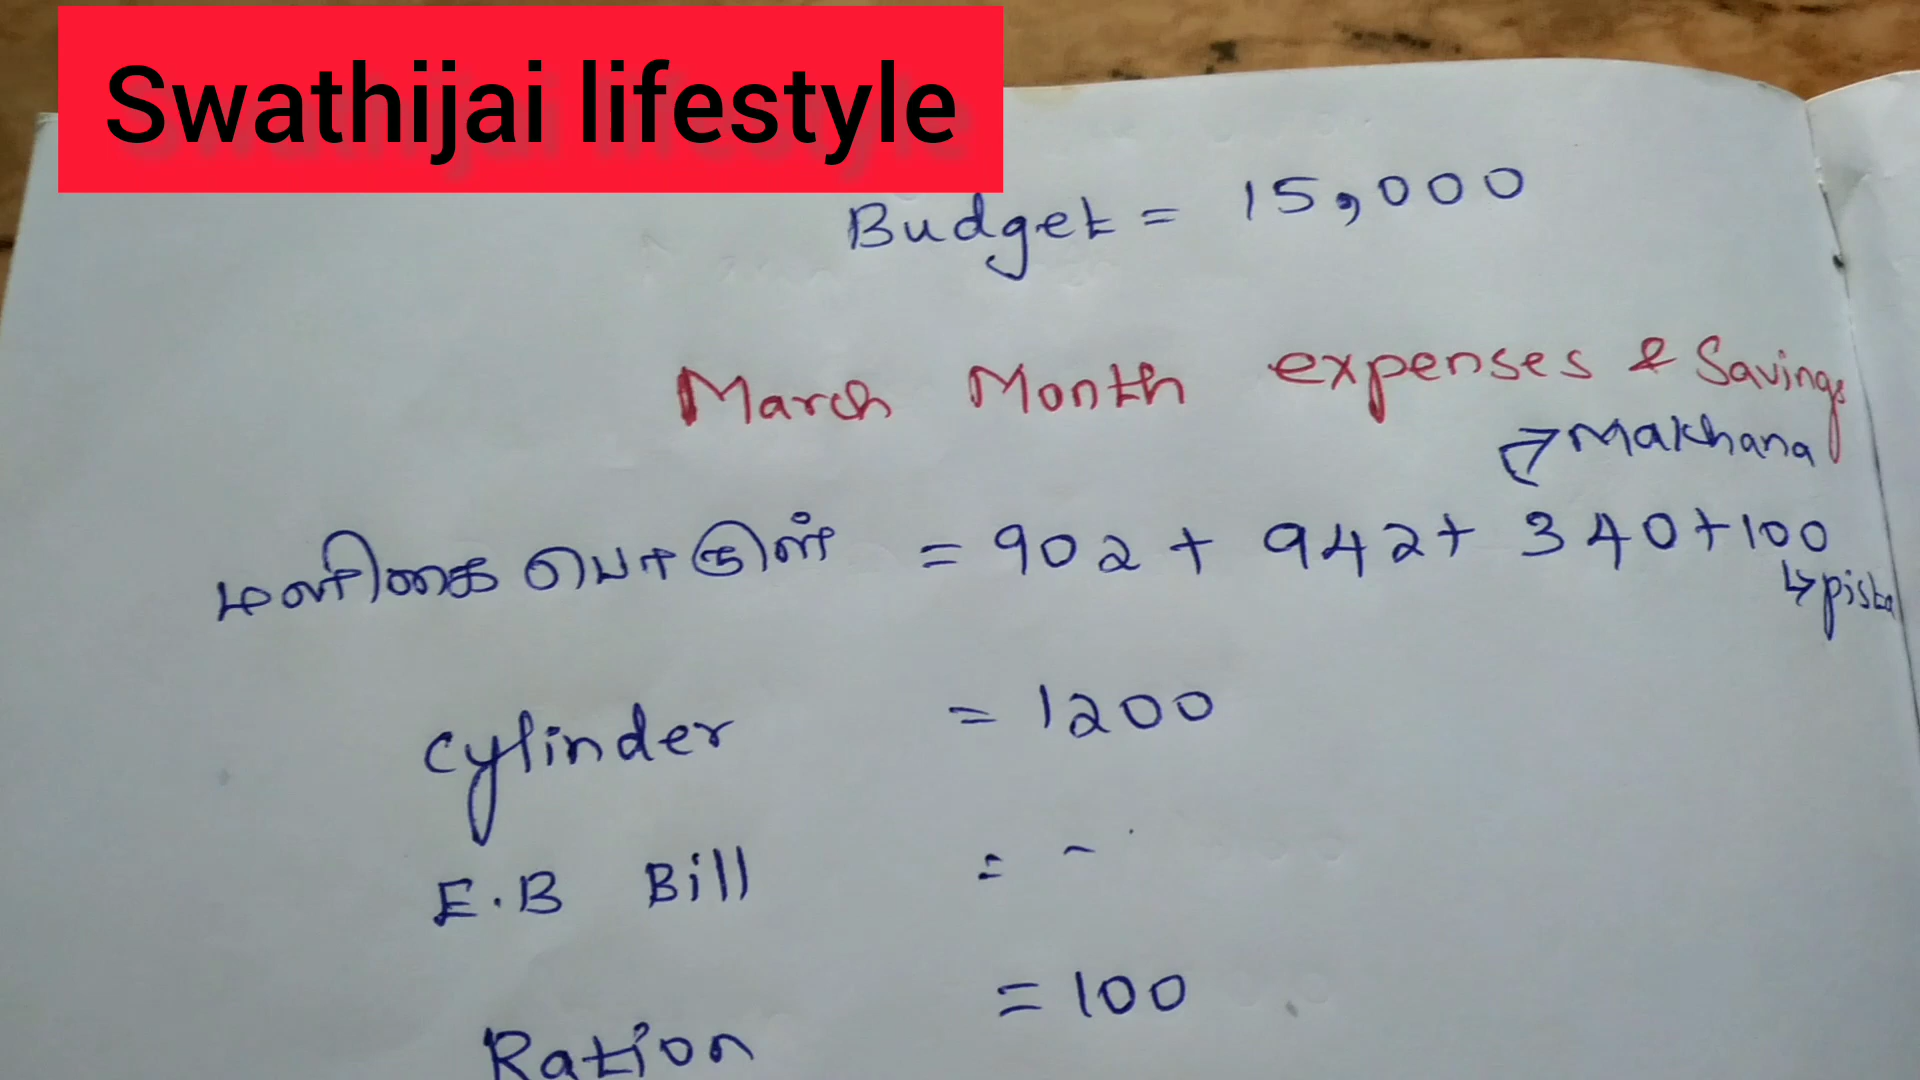 Swathijai lifestyle
Budget = 15,000
March Month expenses & Savings
→ Makhana
மளிகை பொருள் = 902 + 942 + 340 + 100
↳ pista
Cylinder = 1200
E.B Bill = -
Ration = 100